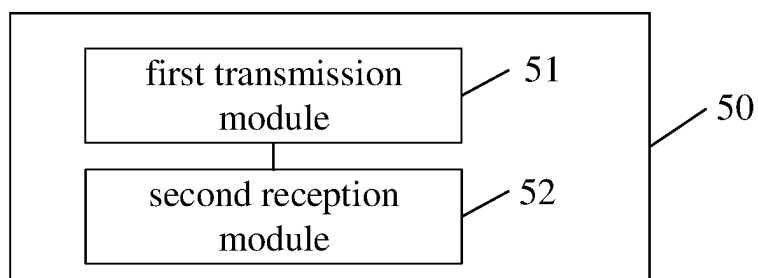 first transmission
module
51
50
second reception
module
52